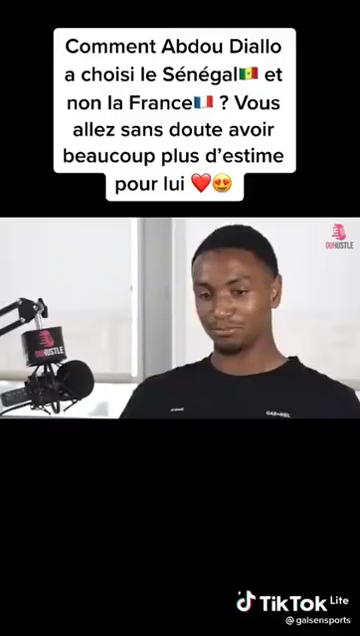 Comment Abdou Diallo
a choisi le Sénégal🇸🇳 et
non la France🇫🇷 ? Vous
allez sans doute avoir
beaucoup plus d’estime
pour lui ❤️😍
OUIHUSTLE
OUIHUSTLE
TikTok Lite
@galsensports